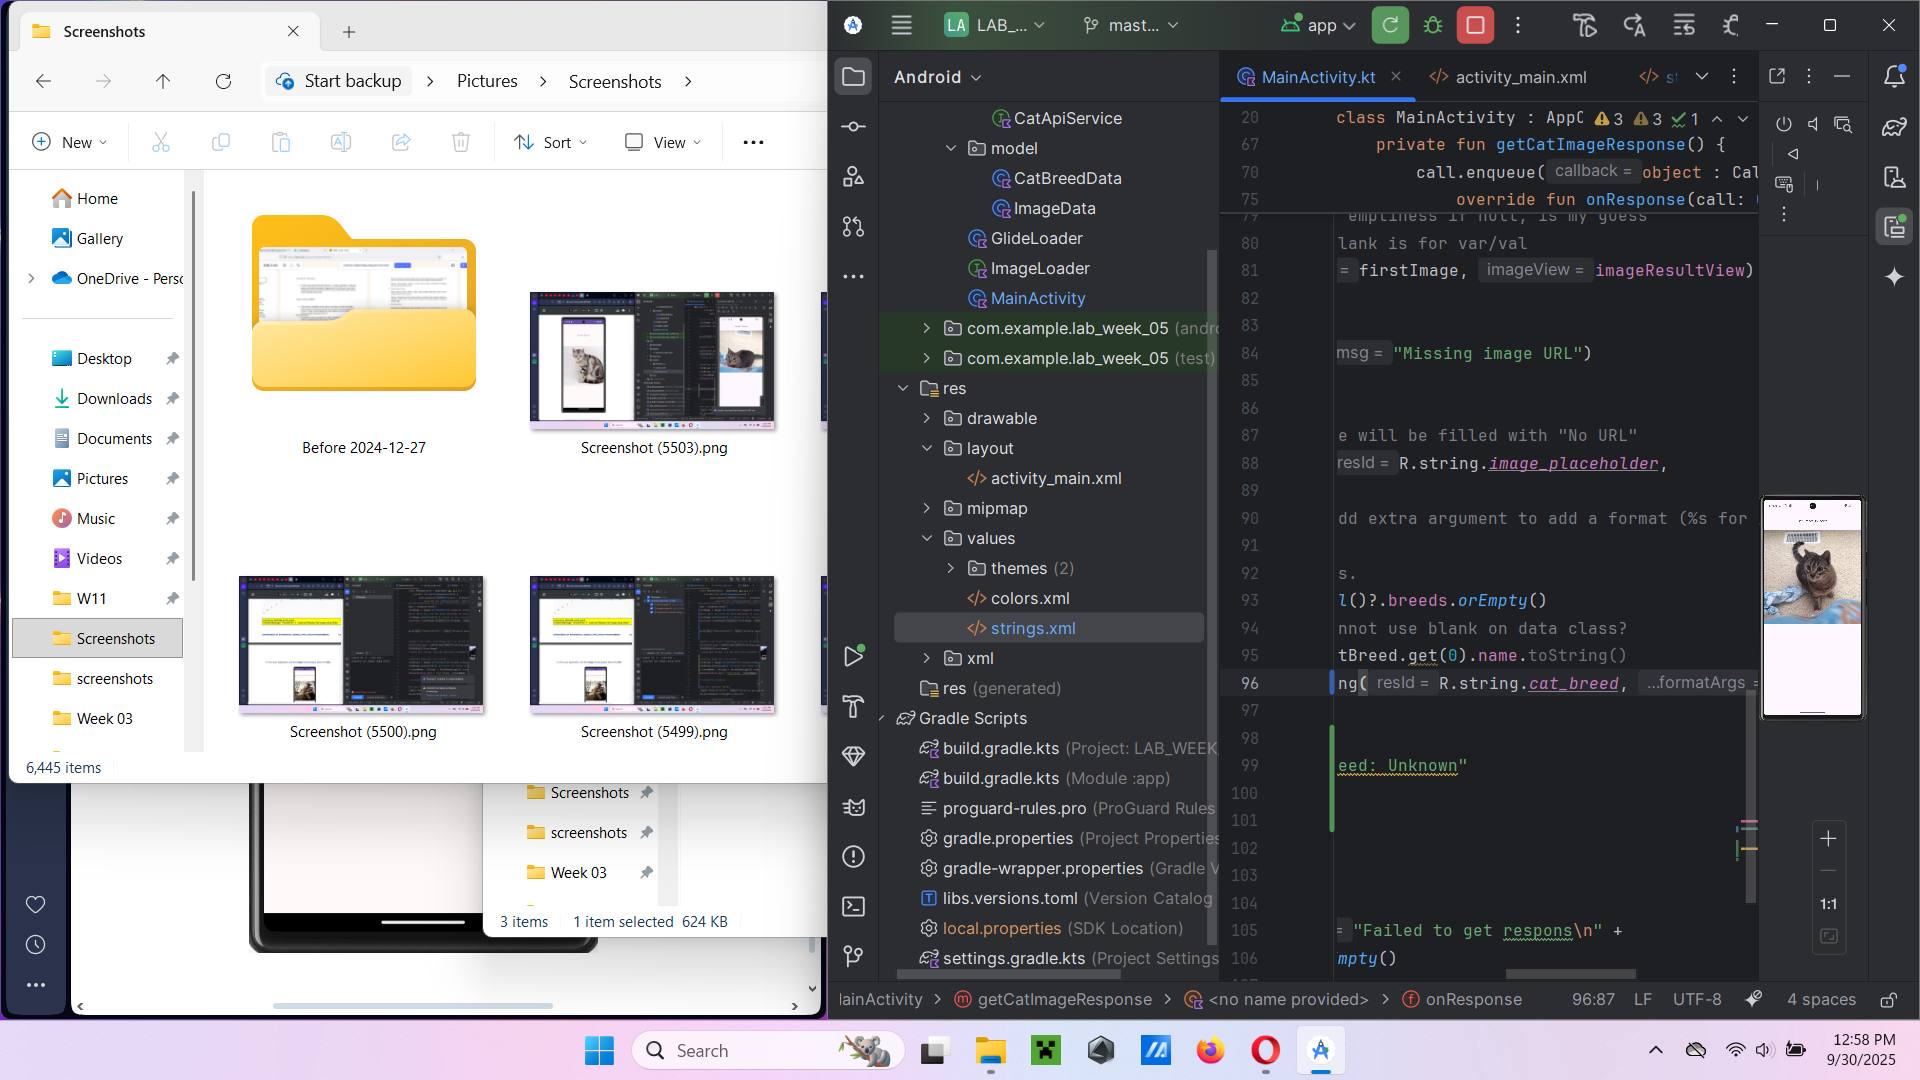 Screenshots
Start backup
Pictures
Screenshots
New
Sort
View
Home
Gallery
OneDrive - Perso
Desktop
Downloads
Documents
Pictures
Music
Videos
W11
Screenshots
screenshots
Week 03
Before 2024-12-27
Screenshot (5503).png
Screenshot (5500).png
Screenshot (5499).png
6,445 items
Screenshots
screenshots
Week 03
3 items
1 item selected 624 KB
LA LAB_...
mast...
app
Android
MainActivity.kt
activity_main.xml
CatApiService
model
CatBreedData
ImageData
GlideLoader
ImageLoader
MainActivity
com.example.lab_week_05 (andro
com.example.lab_week_05 (test)
res
drawable
layout
activity_main.xml
mipmap
values
themes (2)
colors.xml
strings.xml
xml
res (generated)
Gradle Scripts
build.gradle.kts (Project: LAB_WEEK
build.gradle.kts (Module :app)
proguard-rules.pro (ProGuard Rules
gradle.properties (Project Properties
gradle-wrapper.properties (Gradle V
libs.versions.toml (Version Catalog
local.properties (SDK Location)
settings.gradle.kts (Project Settings
3 3 1
20 class MainActivity : AppC
67 private fun getCatImageResponse() {
70 call.enqueue( callback = object : Cal
75 override fun onResponse(call:
79 emptiness if null, is my guess
80 lank is for var/val
81 = firstImage, imageView = imageResultView)
82
83
84 msg = "Missing image URL")
85
86
87 e will be filled with "No URL"
88 resId = R.string.image_placeholder,
89
90 dd extra argument to add a format (%s for
91
92 s.
93 l()?.breeds.orEmpty()
94 nnot use blank on data class?
95 tBreed.get(0).name.toString()
96 ng( resId = R.string.cat_breed, ...formatArgs =
97
98
99 eed: Unknown"
100
101
102
103
104
105 = "Failed to get respons\n" +
106 mpty()
1:1
lainActivity
getCatImageResponse
<no name provided>
onResponse
96:87
LF
UTF-8
4 spaces
Search
12:58 PM
9/30/2025